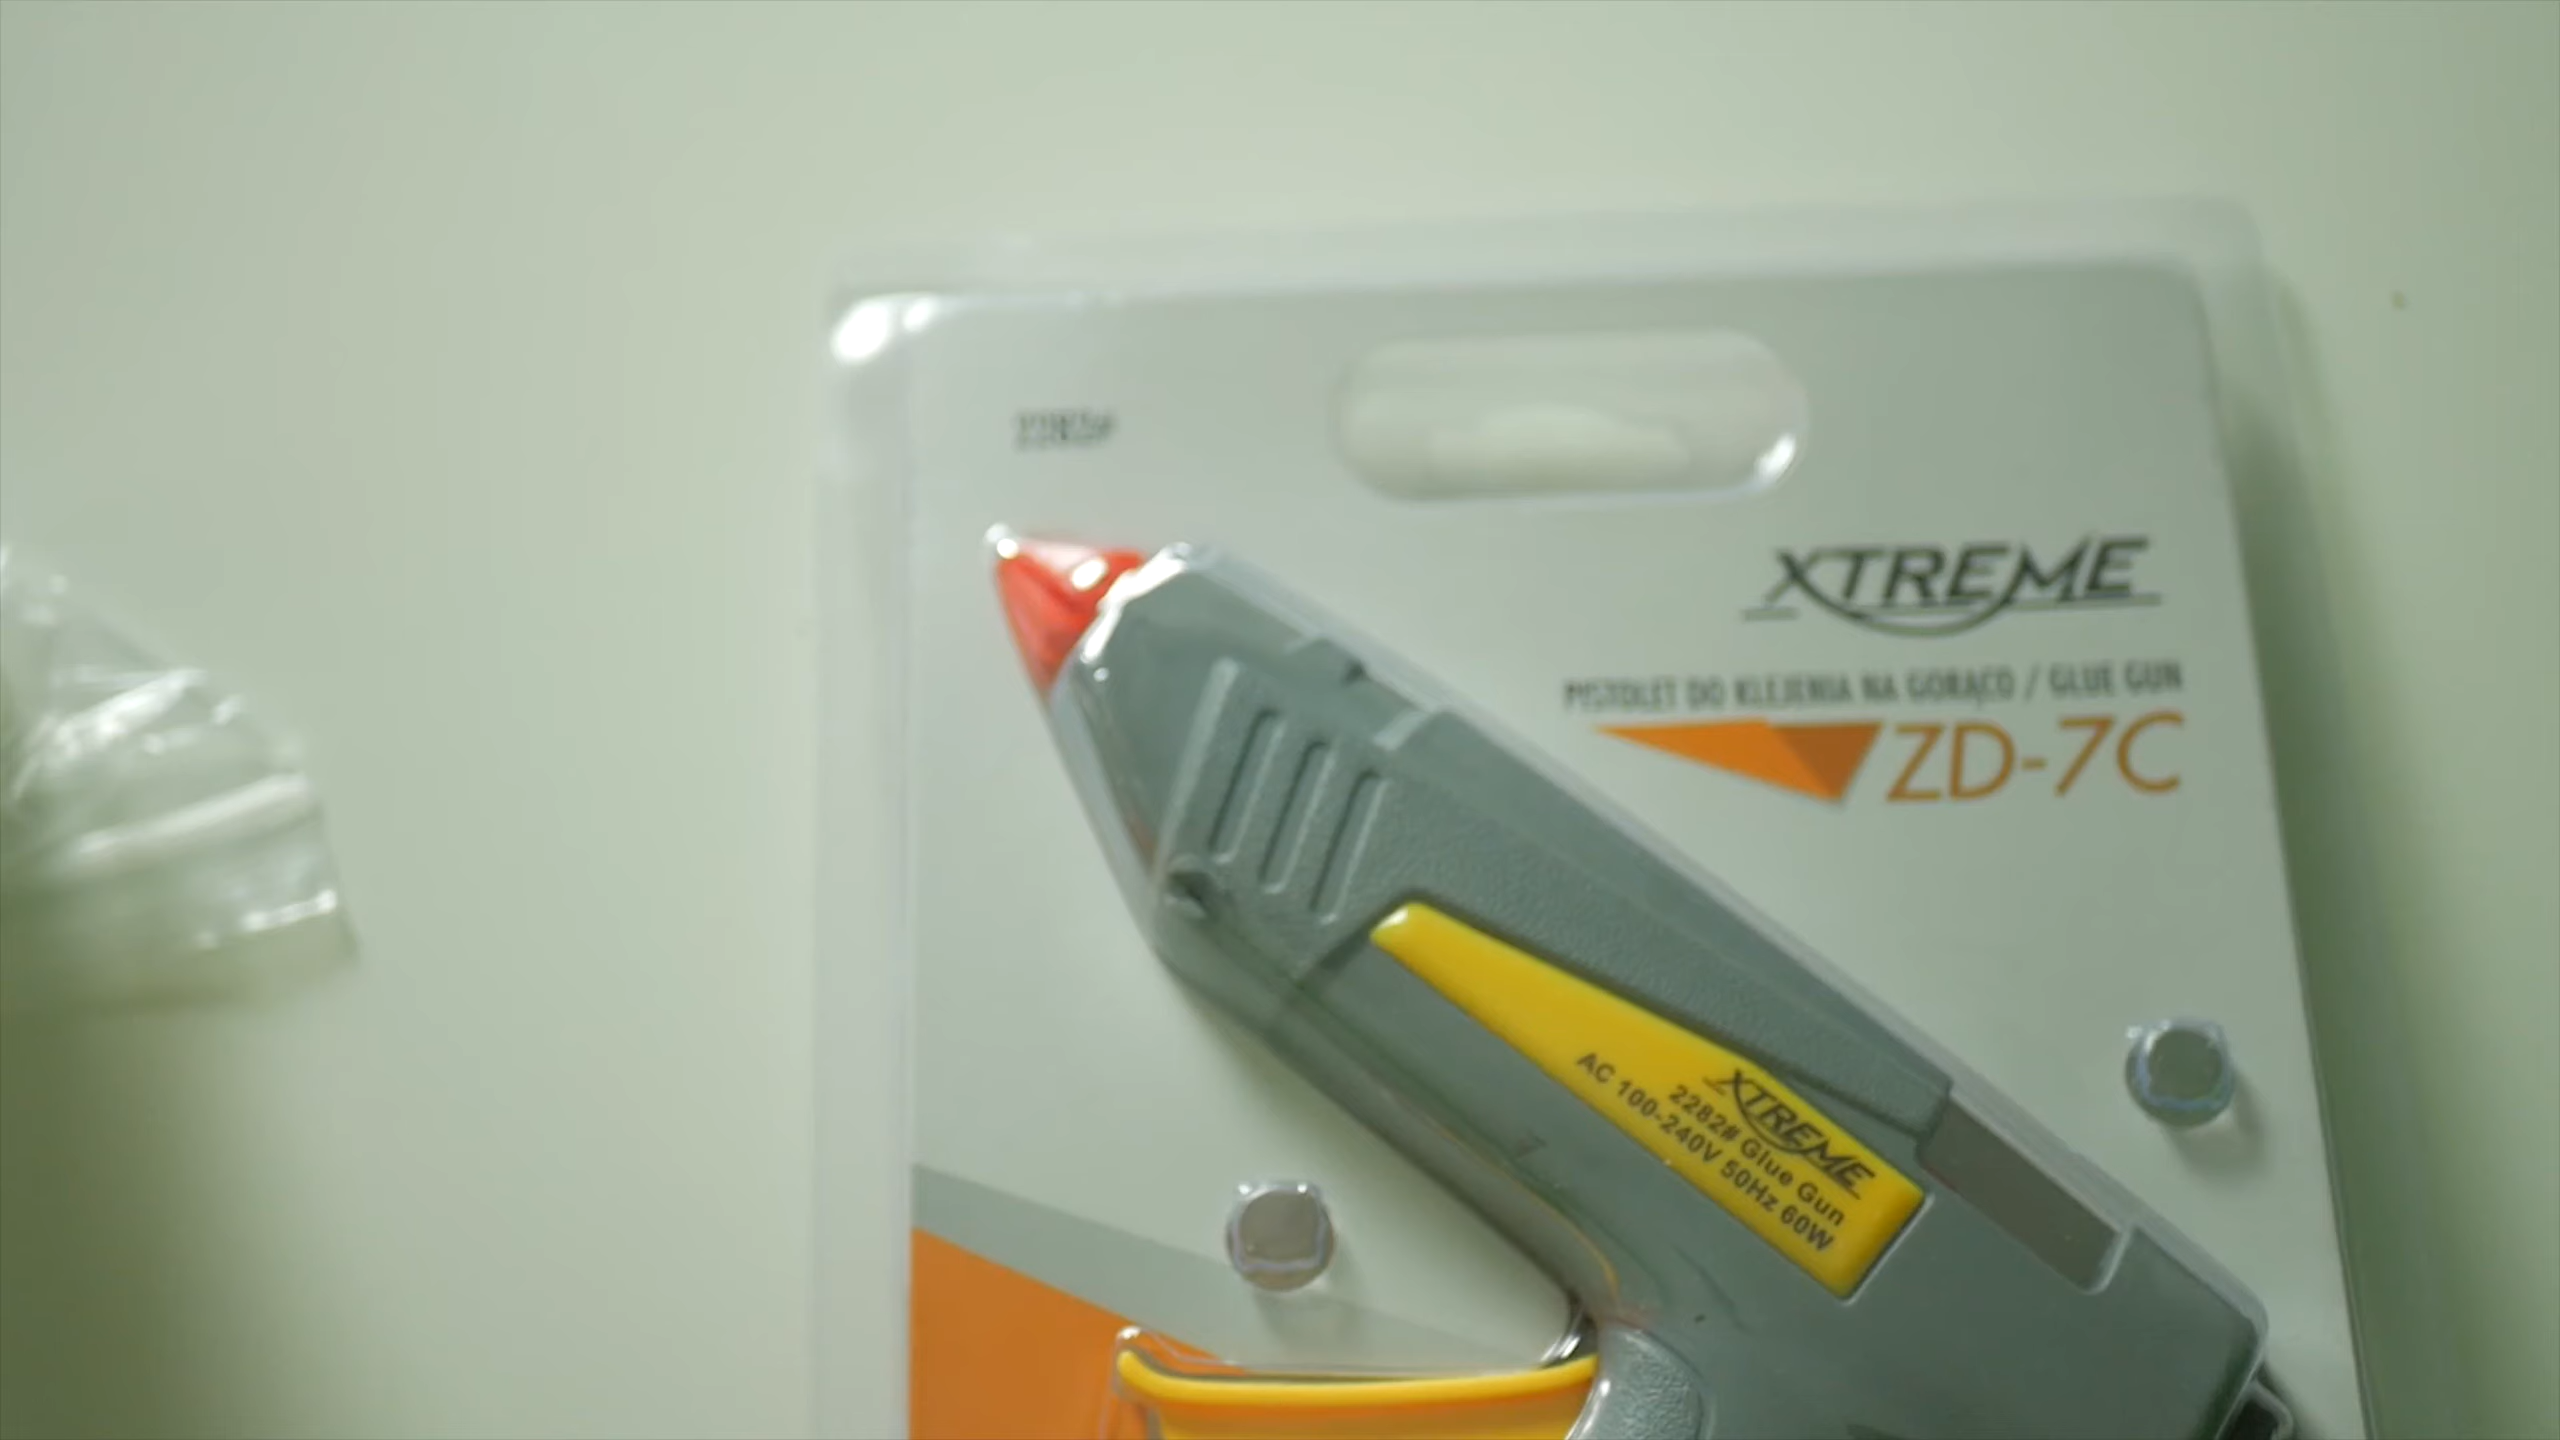 2282#
XTREME
PISTOLET DO KLEJENIA NA GORĄCO / GLUE GUN
ZD-7C
XTREME
2282# Glue Gun
AC 100-240V 50Hz 60W